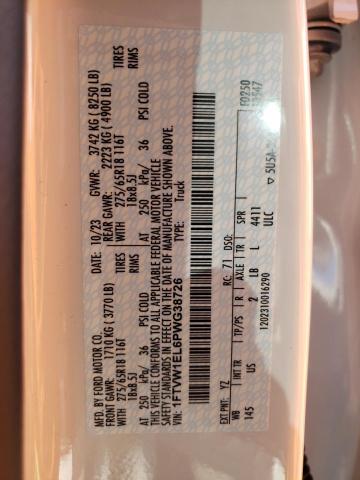 MFD. BY FORD MOTOR CO.
DATE: 10/23 GVWR: 3742 KG ( 8250 LB)
FRONT GAWR: 1710 KG ( 3770 LB)
REAR GAWR: 2223 KG ( 4900 LB)
WITH 275/65R18 116T TIRES
WITH 275/65R18 116T TIRES
18x8.5J RIMS
18x8.5J RIMS
AT 250 kPa/ 36 PSI COLD
AT 250 kPa/ 36 PSI COLD
THIS VEHICLE CONFORMS TO ALL APPLICABLE FEDERAL MOTOR VEHICLE
SAFETY STANDARDS IN EFFECT ON THE DATE OF MANUFACTURE SHOWN ABOVE.
VIN: 1FTVW1EL6PWG38726
TYPE: Truck
F0250
EXT PNT: YZ RC: 71 DSO:
WB INT TR TP/PS R AXLE TR SPR
145 US 2 LB L 4411
ULC
1202310016290
▽ 5U5A-